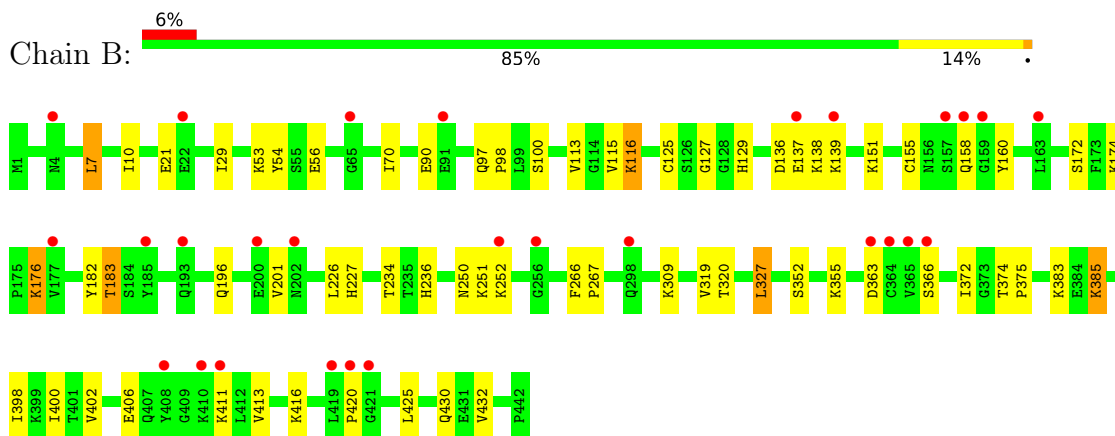 6%
Chain B:
85% 14% •
M1 N4 L7 I10 E21 E22 I29 K53 Y54 S55 E56 G65 I70 E90 E91 Q97 P98 L99 S100 V113 G114 V115 K116 C125 S126 G127 G128 H129 D136 E137 K138 K139 K151 C155 N156 S157 Q158 G159 Y160 L163 S172 F173 K174
P175 K176 V177 Y182 T183 S184 Y185 Q193 Q196 E200 V201 N202 L226 H227 T234 T235 H236 N250 K251 K252 G256 F266 P267 Q298 K309 V319 T320 L327 S352 K355 D363 C364 V365 S366 I372 G373 T374 P375 K383 E384 K385
I398 K399 I400 T401 V402 E406 Q407 Y408 G409 K410 K411 L412 V413 K416 L419 P420 G421 L425 Q430 E431 V432 P442